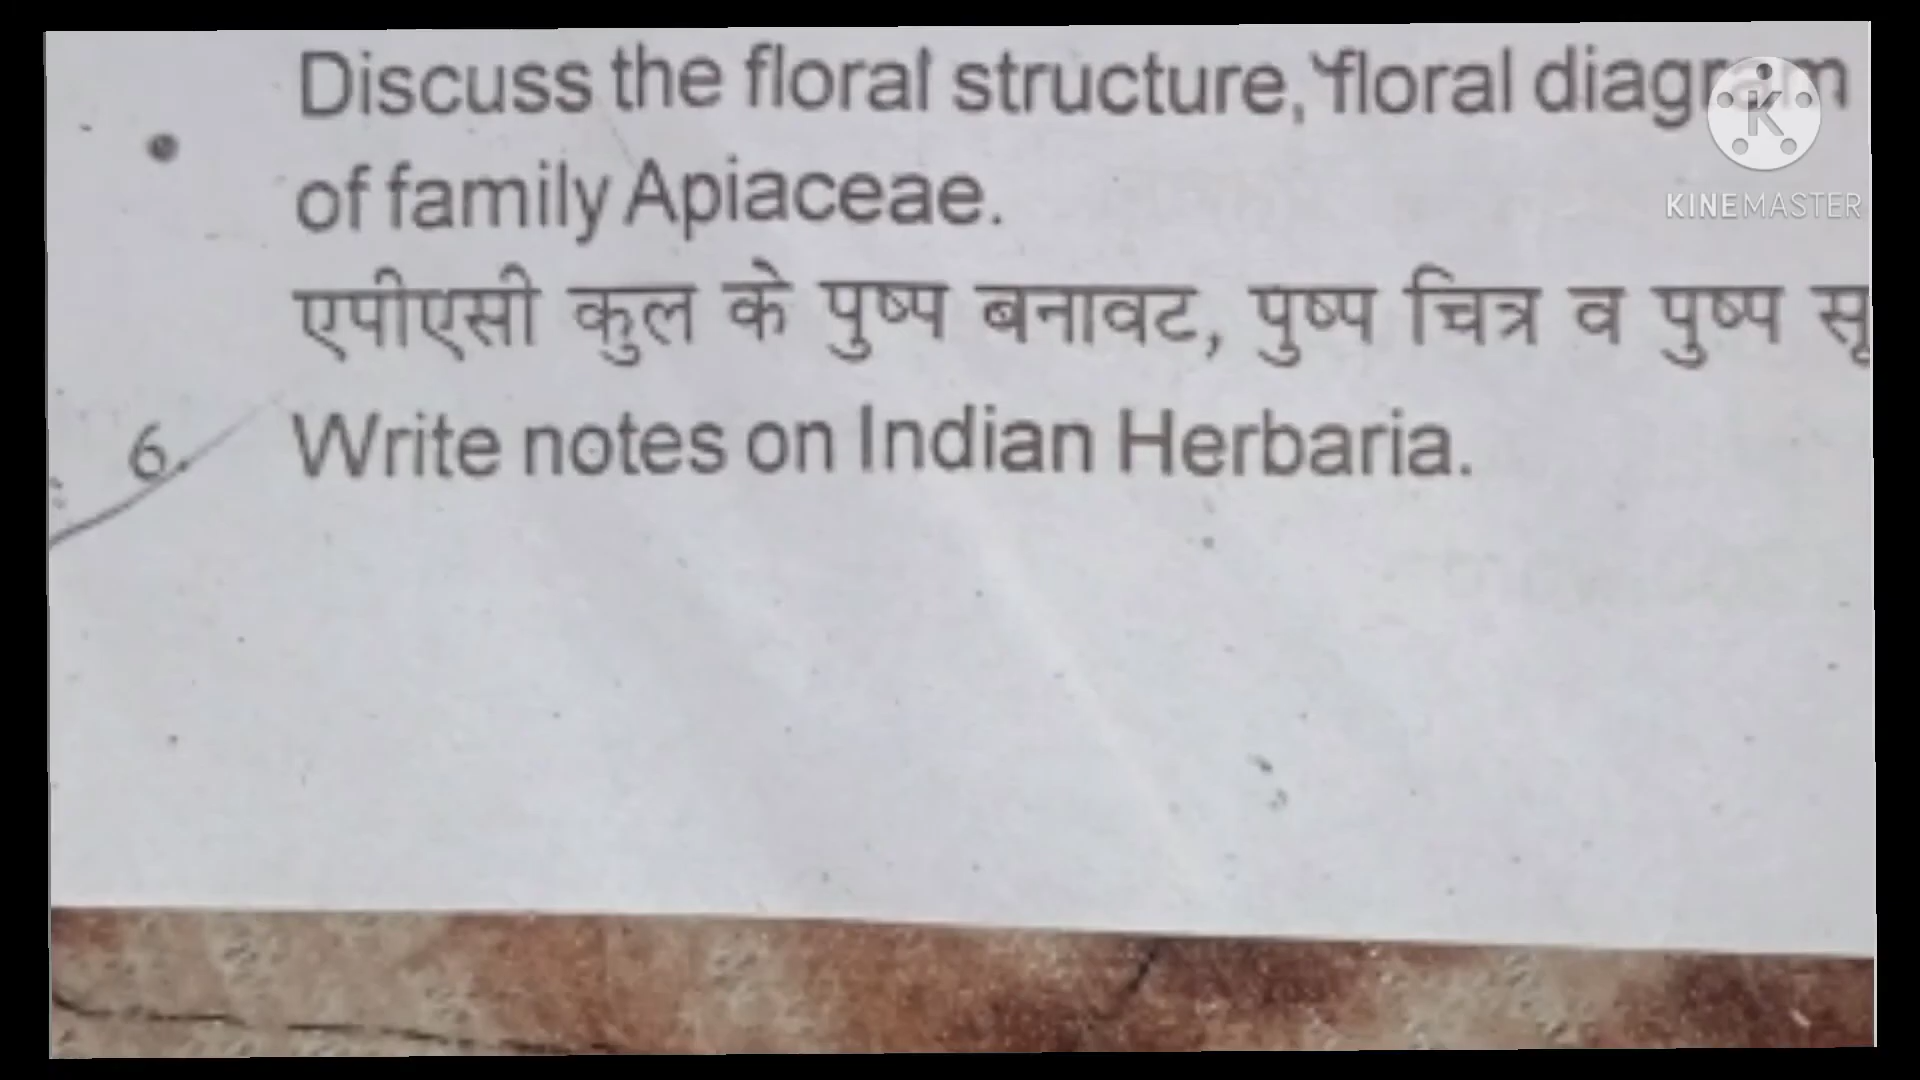 Discuss the floral structure, floral diagram
of family Apiaceae.
एपीएसी कुल के पुष्प बनावट, पुष्प चित्र व पुष्प
6. Write notes on Indian Herbaria.
K
KINEMASTER